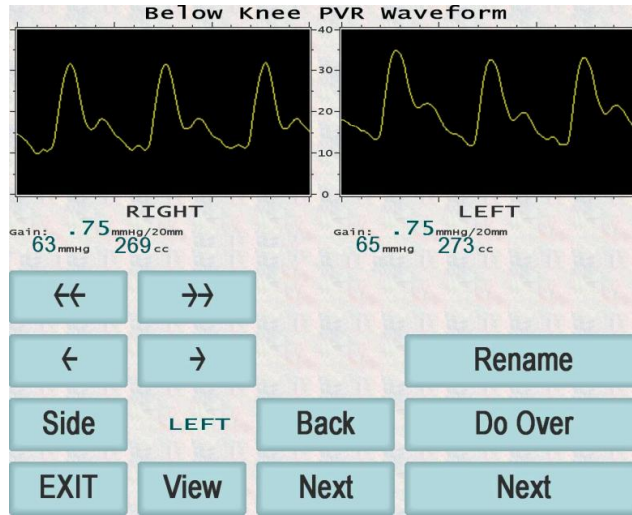 Below Knee PVR Waveform
40
30
20
10
0
RIGHT LEFT
Gain: .75mmHg/20mm Gain: .75mmHg/20mm
63mmHg 269cc 65mmHg 273cc
<< >>
< > Rename
Side LEFT Back Do Over
EXIT View Next Next